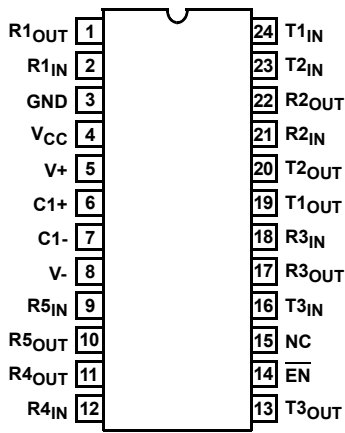 R1OUT 1 24 T1IN
R1IN 2 23 T2IN
GND 3 22 R2OUT
VCC 4 21 R2IN
V+ 5 20 T2OUT
C1+ 6 19 T1OUT
C1- 7 18 R3IN
V- 8 17 R3OUT
R5IN 9 16 T3IN
R5OUT 10 15 NC
R4OUT 11 14 E̅N̅
R4IN 12 13 T3OUT